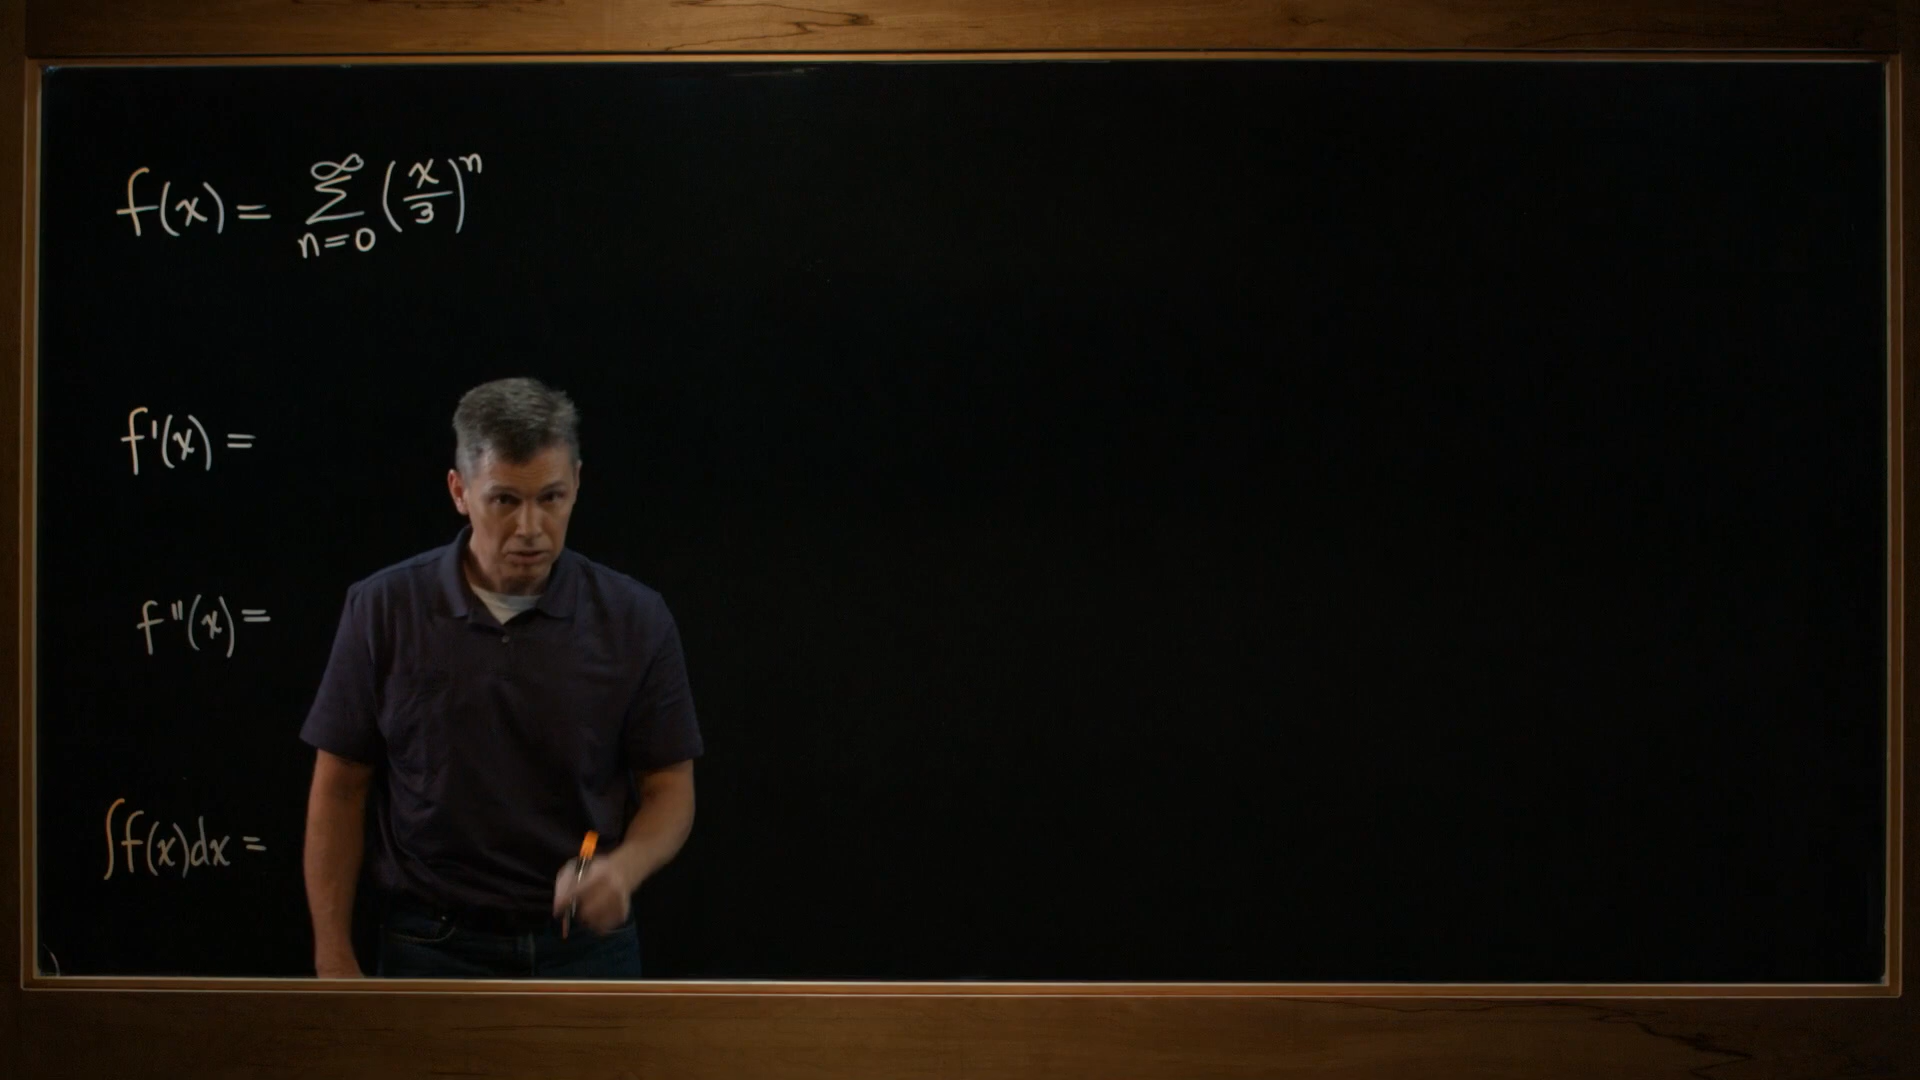 f(x) = ∑_{n=0}^{∞} (x/3)^n
f'(x) =
f''(x) =
∫f(x)dx =